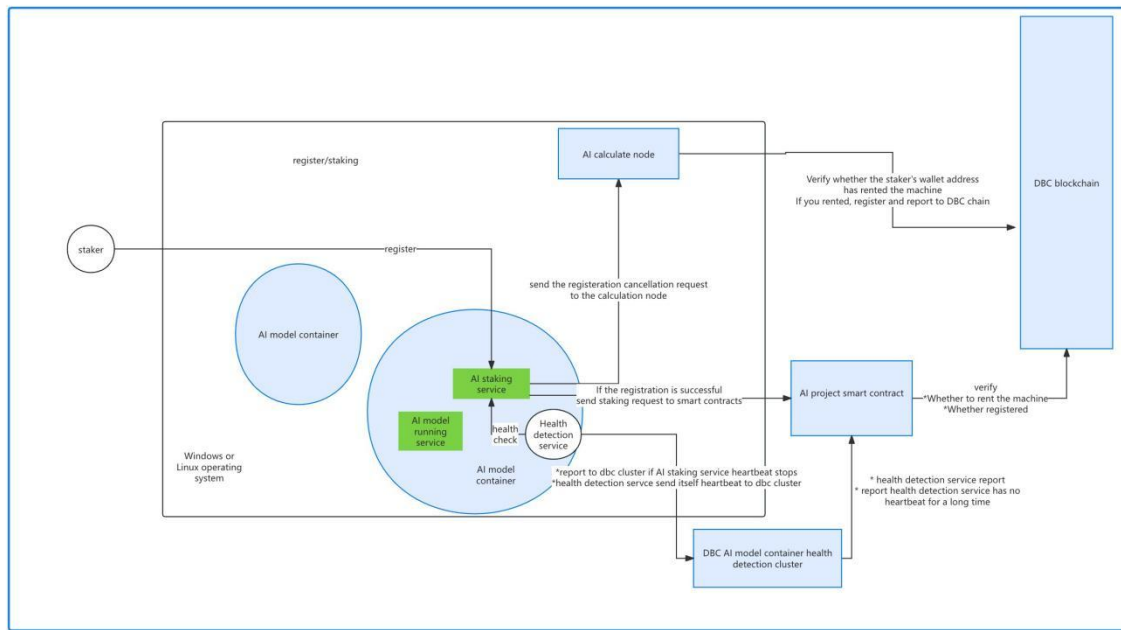 register/staking
AI calculate node
Verify whether the staker's wallet address
has rented the machine
If you rented, register and report to DBC chain
DBC blockchain
staker
register
send the registeration cancellation request
to the calculation node
AI model container
AI staking
service
If the registration is successful
send staking request to smart contracts
AI project smart contract
verify
*Whether to rent the machine
*Whether registered
AI model
running
service
health
check
Health
detection
service
AI model
container
Windows or
Linux operating
system
*report to dbc cluster if AI staking service heartbeat stops
*health detection servce send itself heartbeat to dbc cluster
* health detection service report
* report health detection service has no
heartbeat for a long time
DBC AI model container health
detection cluster